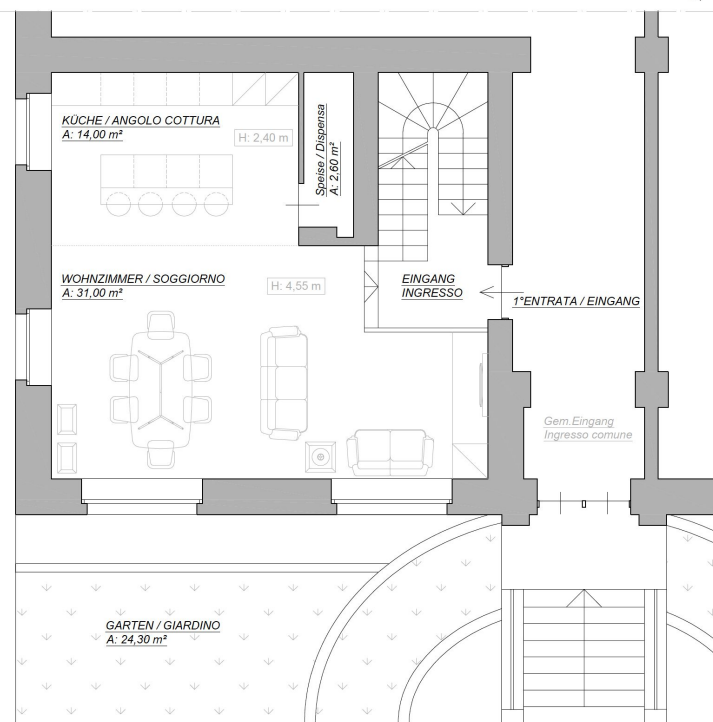 KÜCHE / ANGOLO COTTURA
A: 14,00 m²
H: 2,40 m
Speise / Dispensa
A: 2,60 m²
WOHNZIMMER / SOGGIORNO
A: 31,00 m²
H: 4,55 m
EINGANG
INGRESSO
1°ENTRATA / EINGANG
Gem.Eingang
Ingresso comune
GARTEN / GIARDINO
A: 24,30 m²